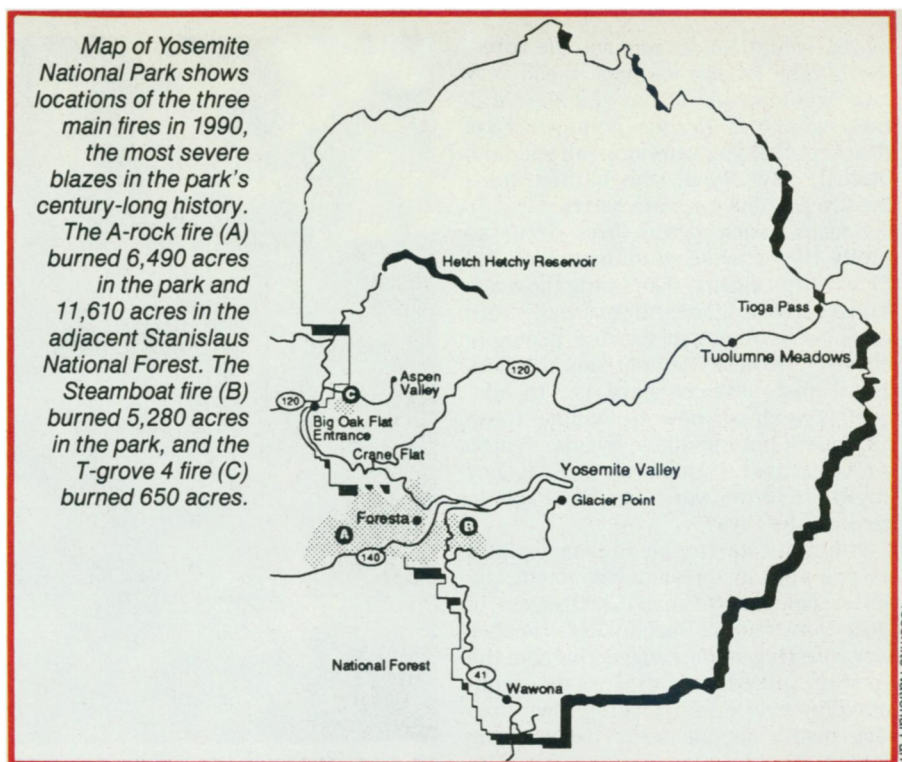 Map of Yosemite
National Park shows
locations of the three
main fires in 1990,
the most severe
blazes in the park's
century-long history.
The A-rock fire (A)
burned 6,490 acres
in the park and
11,610 acres in the
adjacent Stanislaus
National Forest. The
Steamboat fire (B)
burned 5,280 acres
in the park, and the
T-grove 4 fire (C)
burned 650 acres.
Hetch Hetchy Reservoir
Tioga Pass
Tuolumne Meadows
120
Aspen
Valley
C
120
Big Oak Flat
Entrance
Crane Flat
Yosemite Valley
Glacier Point
Foresta
A
B
140
National Forest
41
Wawona